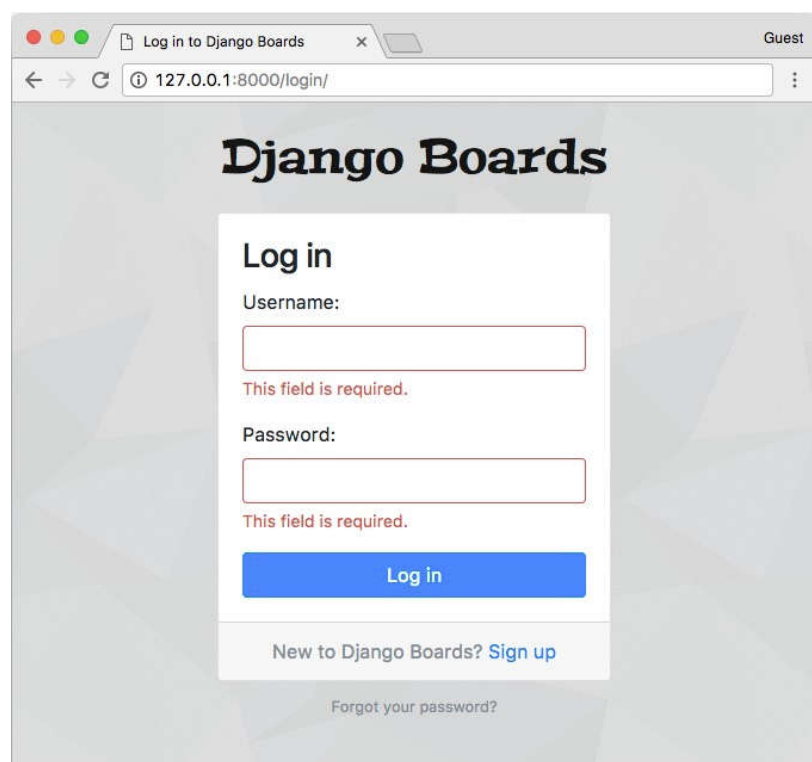 Log in to Django Boards
Guest
127.0.0.1:8000/login/
Django Boards
Log in
Username:
This field is required.
Password:
This field is required.
Log in
New to Django Boards? Sign up
Forgot your password?